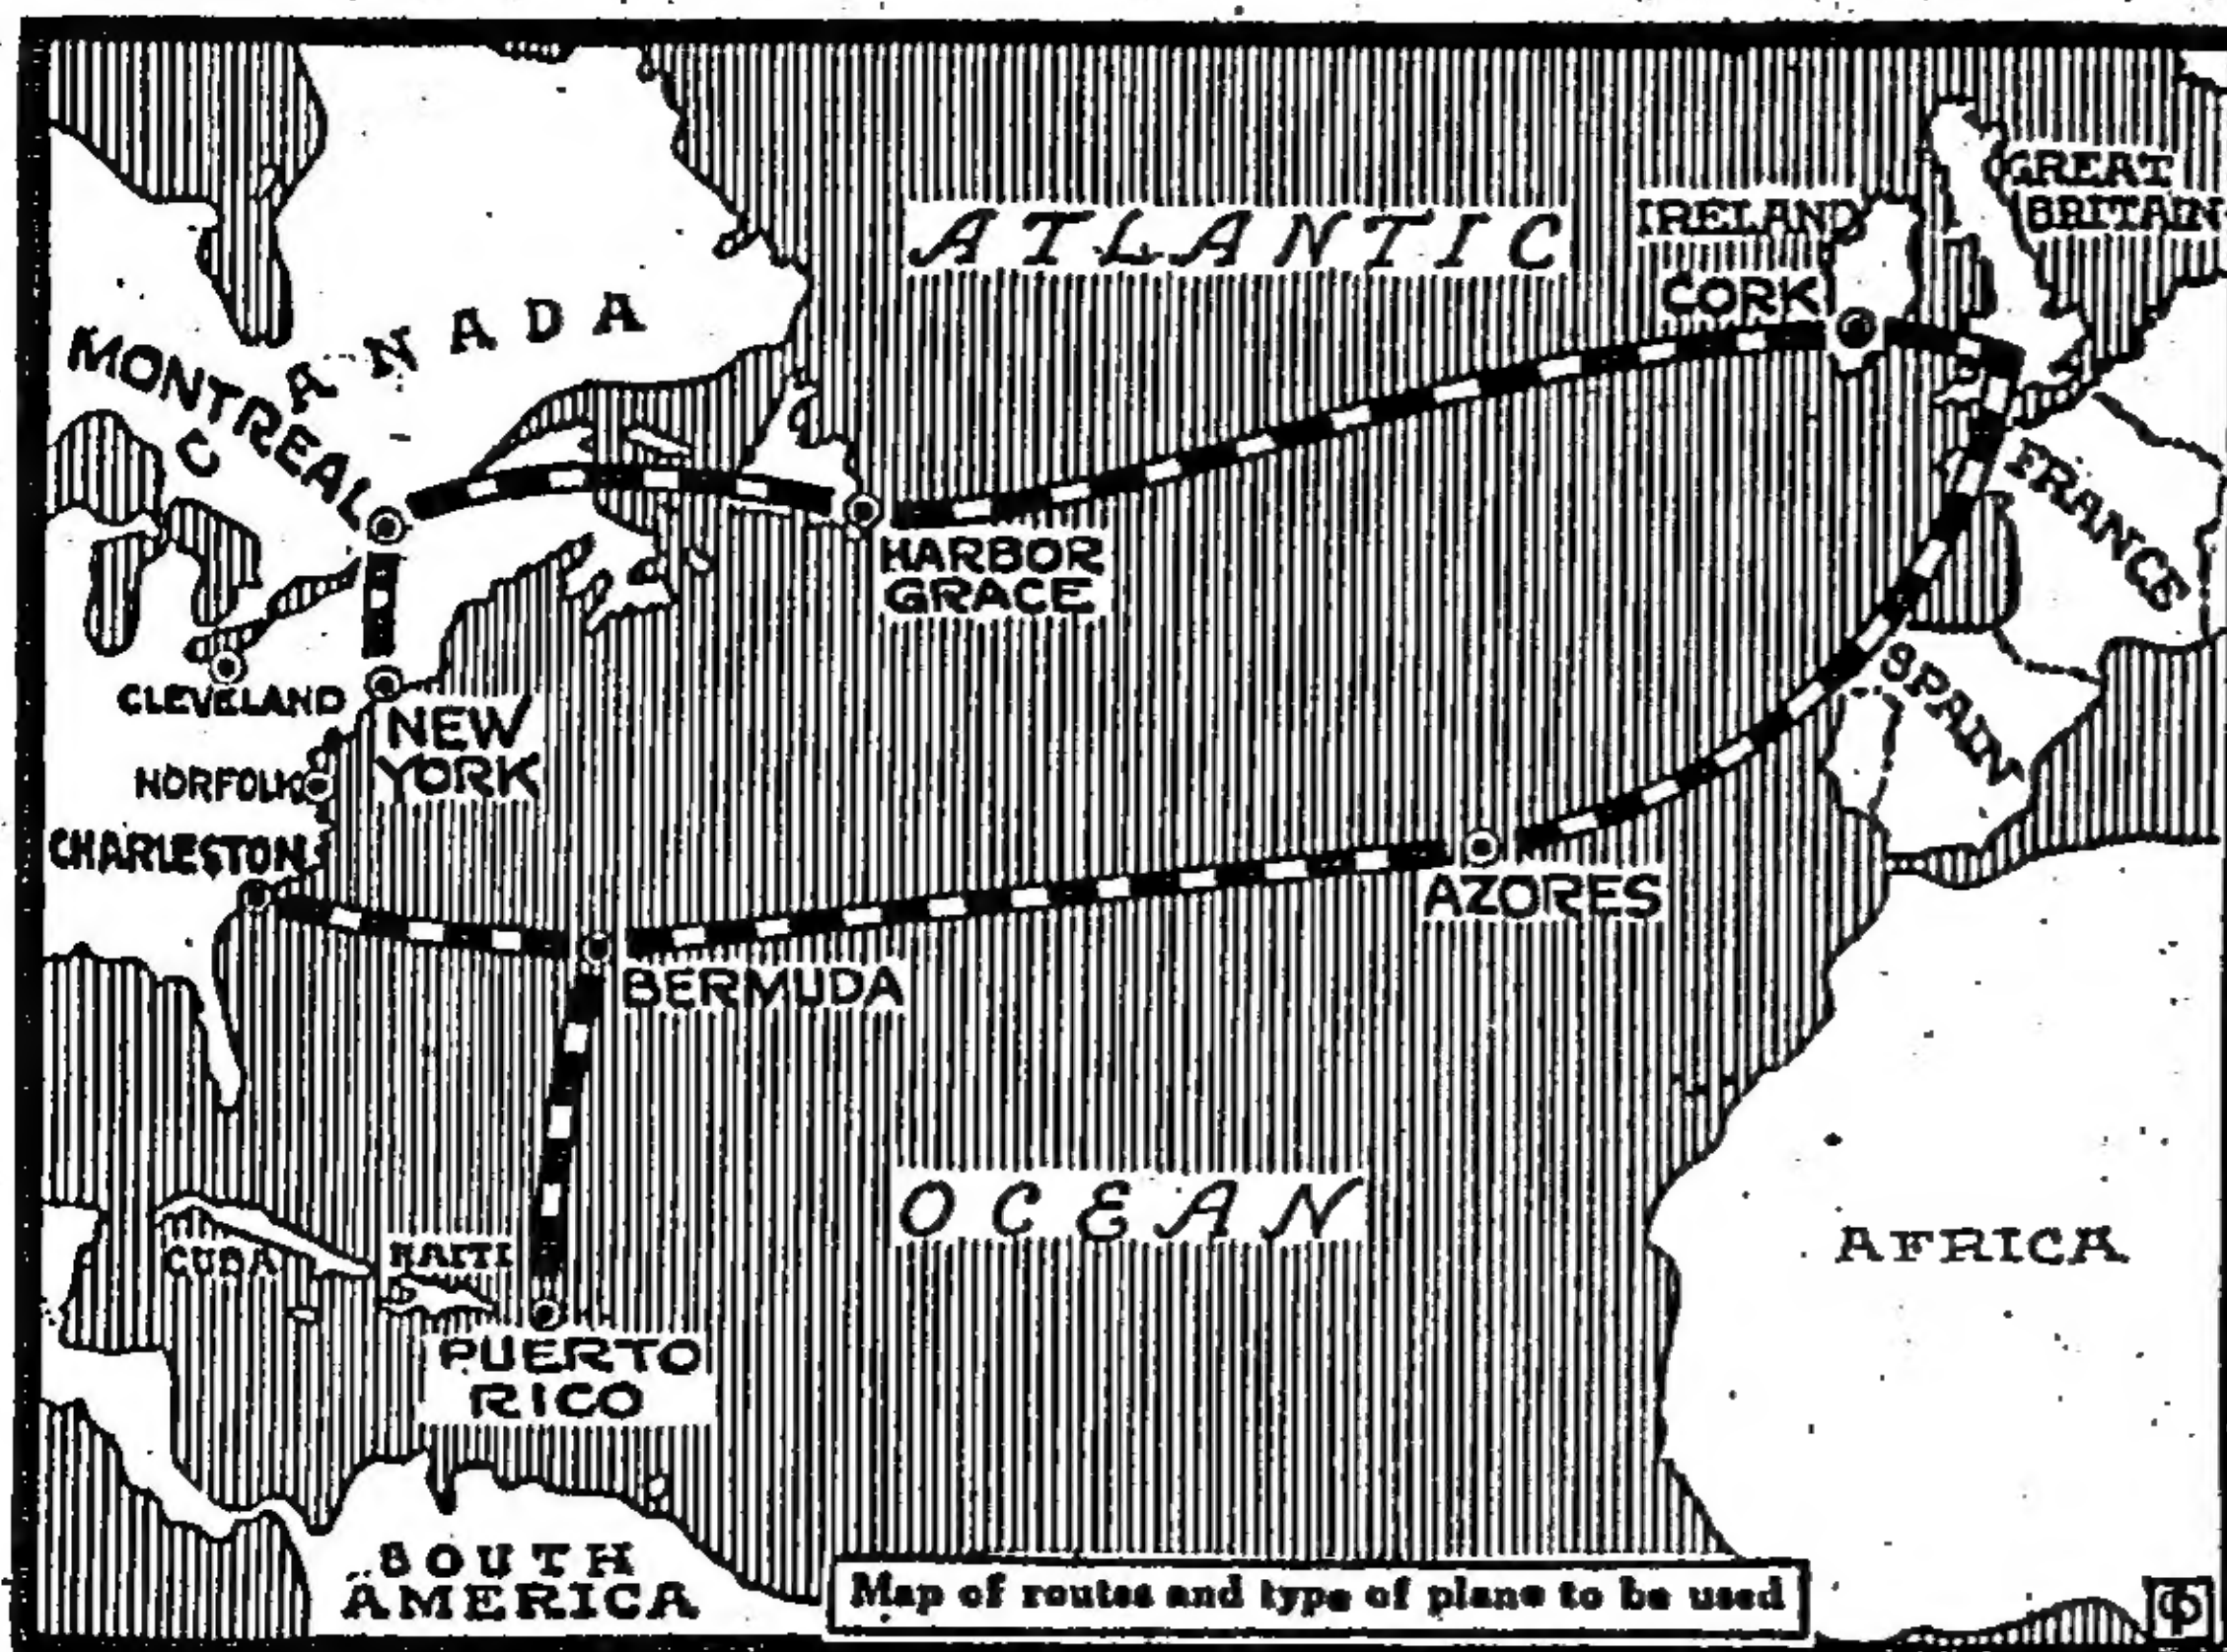 ATLANTIC
GREAT
BRITAIN
IRELAND
CORK
CANADA
MONTREAL
HARBOR
GRACE
FRANCE
CLEVELAND
NEW
YORK
SPAIN
NORFOLK
CHARLESTON
AZORES
BERMUDA
OCEAN
AFRICA
CUBA
HAITI
PUERTO
RICO
SOUTH
AMERICA
Map of routes and type of plane to be used